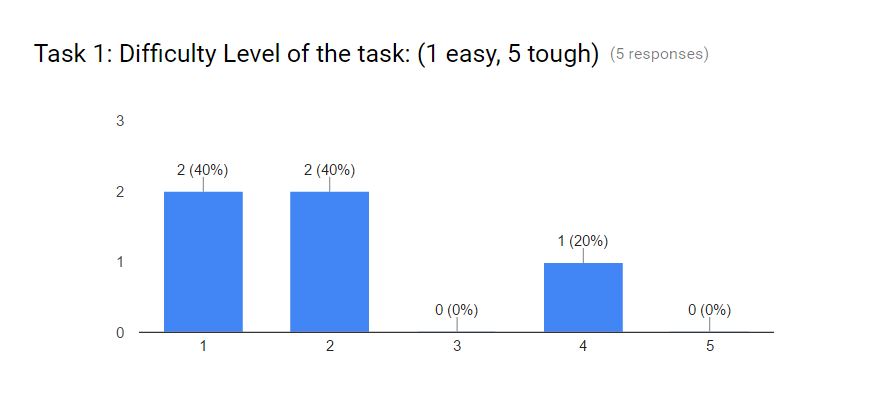 Task 1: Difficulty Level of the task: (1 easy, 5 tough) (5 responses)
3
2 (40%) 2 (40%)
2
1 (20%)
1
0 (0%) 0 (0%)
0
1 2 3 4 5